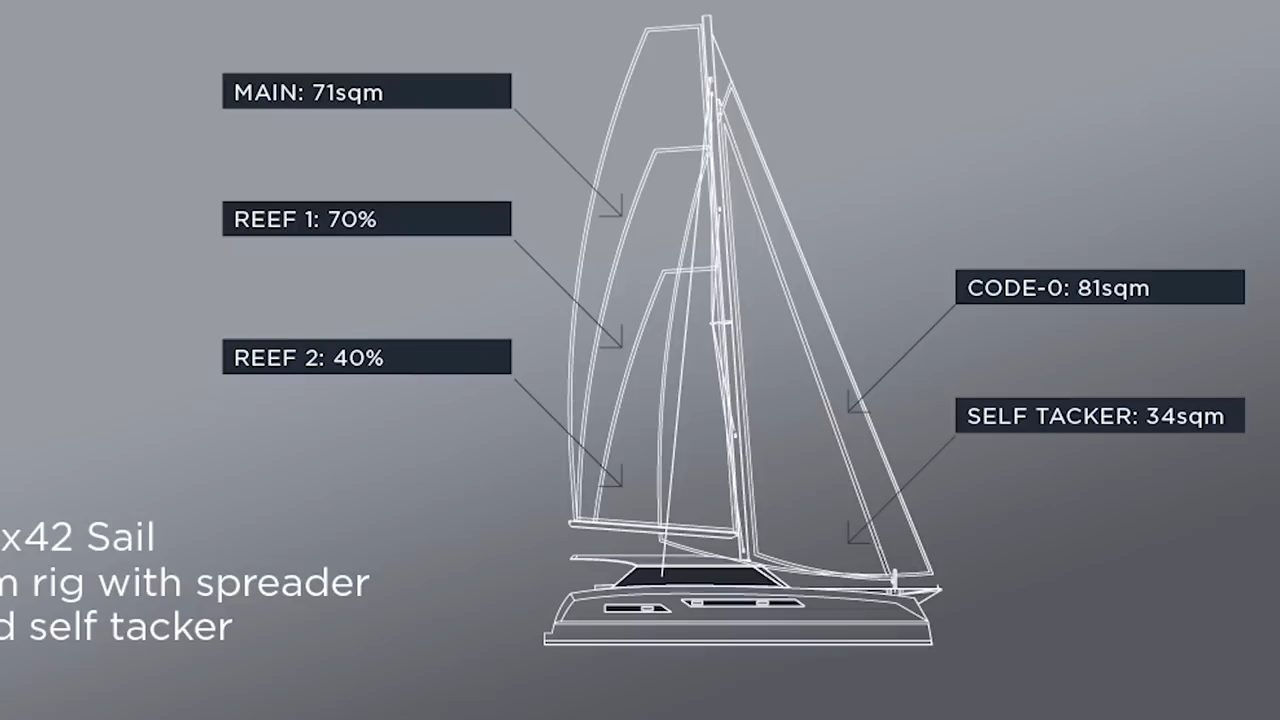 MAIN: 71sqm
REEF 1: 70%
REEF 2: 40%
CODE-0: 81sqm
SELF TACKER: 34sqm
x42 Sail
rig with spreader
self tacker